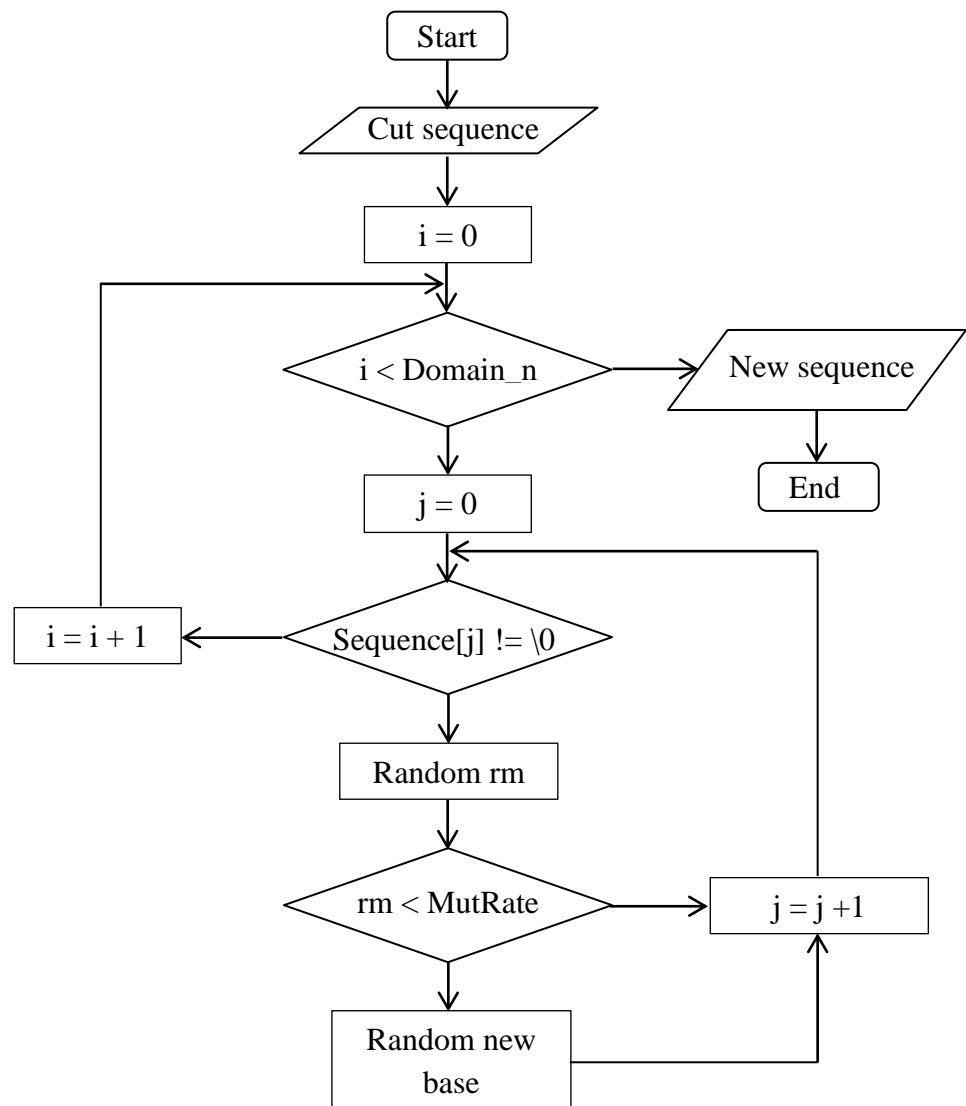 Start
Cut sequence
i = 0
i < Domain_n
New sequence
End
j = 0
i = i + 1
Sequence[j] != \0
Random rm
rm < MutRate
j = j +1
Random new
base